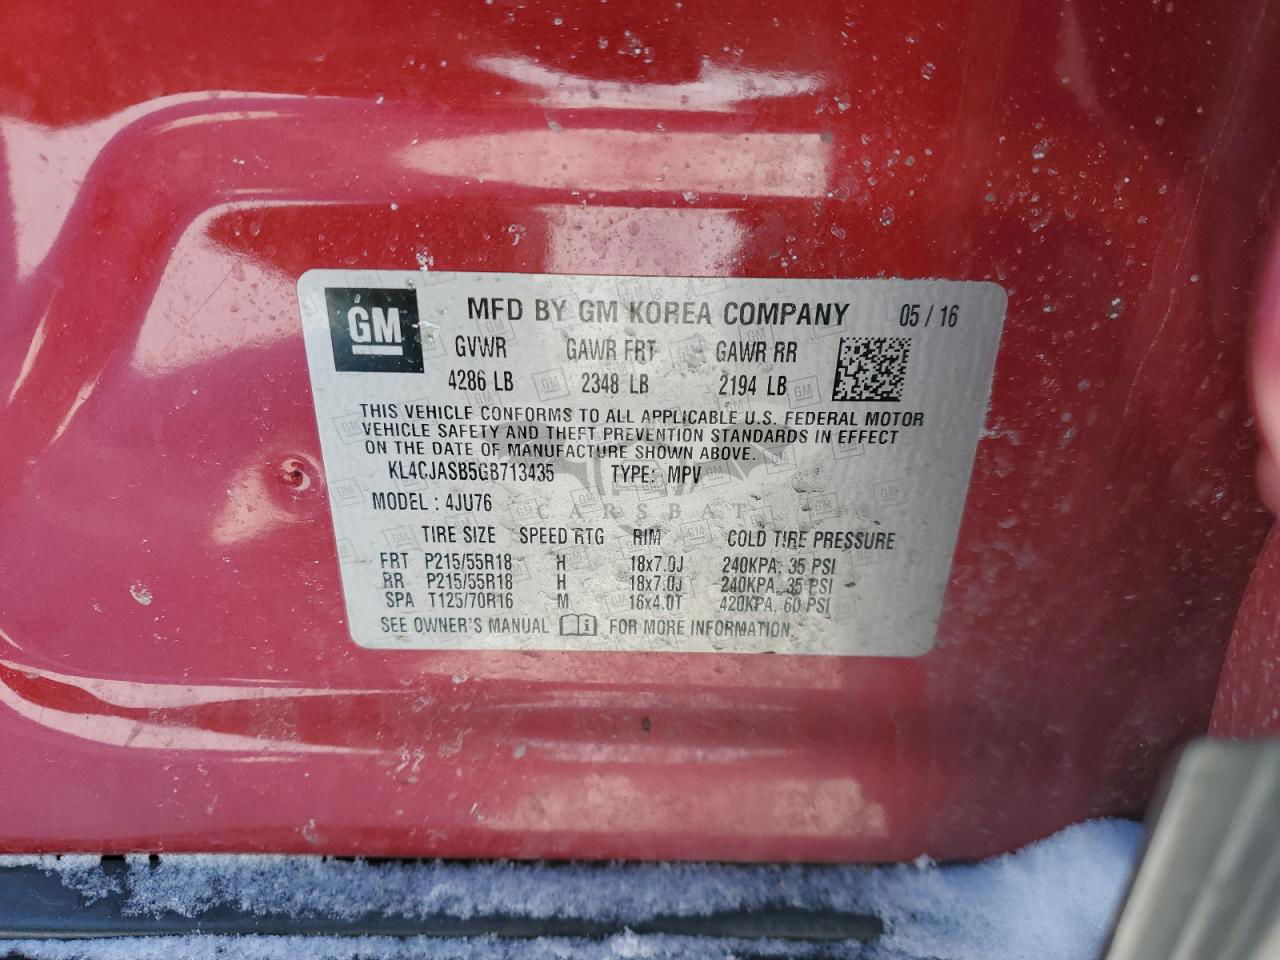 GM MFD BY GM KOREA COMPANY 05 / 16
GVWR GAWR FRT GAWR RR
4286 LB 2348 LB 2194 LB
THIS VEHICLE CONFORMS TO ALL APPLICABLE U.S. FEDERAL MOTOR
VEHICLE SAFETY AND THEFT PREVENTION STANDARDS IN EFFECT
ON THE DATE OF MANUFACTURE SHOWN ABOVE.
KL4CJASB5GB713435 TYPE: MPV
MODEL : 4JU76
CARSBAT
TIRE SIZE SPEED RTG RIM COLD TIRE PRESSURE
FRT P215/55R18 H 18x7.0J 240KPA, 35 PSI
RR P215/55R18 H 18x7.0J 240KPA, 35 PSI
SPA T125/70R16 M 16x4.0T 420KPA, 60 PSI
SEE OWNER'S MANUAL i FOR MORE INFORMATION.